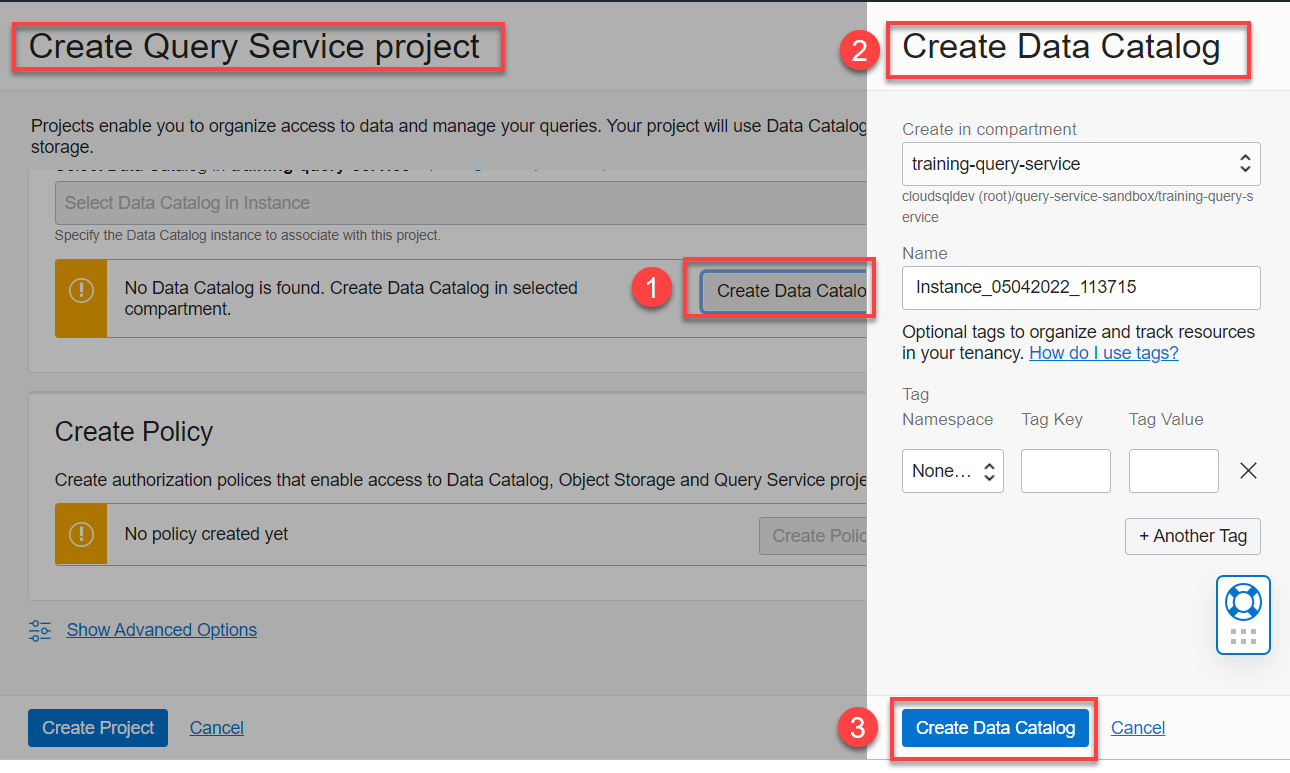 Create Query Service project
Projects enable you to organize access to data and manage your queries. Your project will use Data Catalog
storage.
Select Data Catalog in Instance
Specify the Data Catalog instance to associate with this project.
No Data Catalog is found. Create Data Catalog in selected
compartment.
1
Create Data Catalo
Create Policy
Create authorization polices that enable access to Data Catalog, Object Storage and Query Service proje
No policy created yet
Create Polic
Show Advanced Options
Create Project
Cancel
2
Create Data Catalog
Create in compartment
training-query-service
cloudsqldev (root)/query-service-sandbox/training-query-s
ervice
Name
Instance_05042022_113715
Optional tags to organize and track resources
in your tenancy. How do I use tags?
Tag
Namespace Tag Key Tag Value
None...
+ Another Tag
3
Create Data Catalog
Cancel